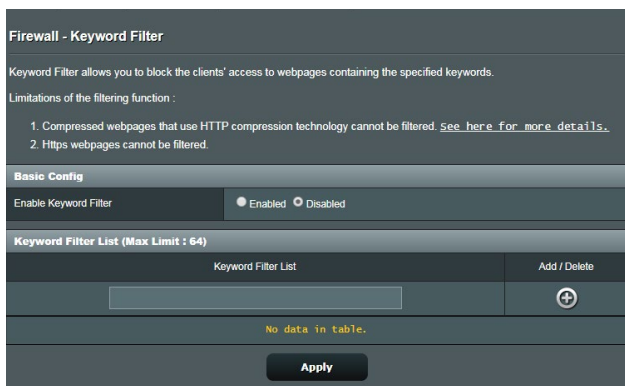 Firewall - Keyword Filter
Keyword Filter allows you to block the clients' access to webpages containing the specified keywords.
Limitations of the filtering function :
1. Compressed webpages that use HTTP compression technology cannot be filtered. See here for more details.
2. Https webpages cannot be filtered.
Basic Config
Enable Keyword Filter Enabled Disabled
Keyword Filter List (Max Limit : 64)
Keyword Filter List Add / Delete
No data in table.
Apply